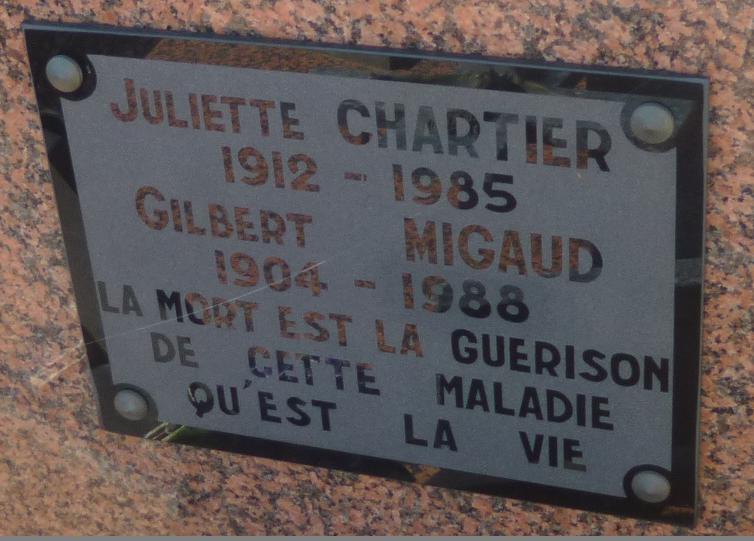 JULIETTE CHARTIER
1912 - 1985
GILBERT MIGAUD
1904 - 1988
LA MORT EST LA GUERISON
DE CETTE MALADIE
QU'EST LA VIE